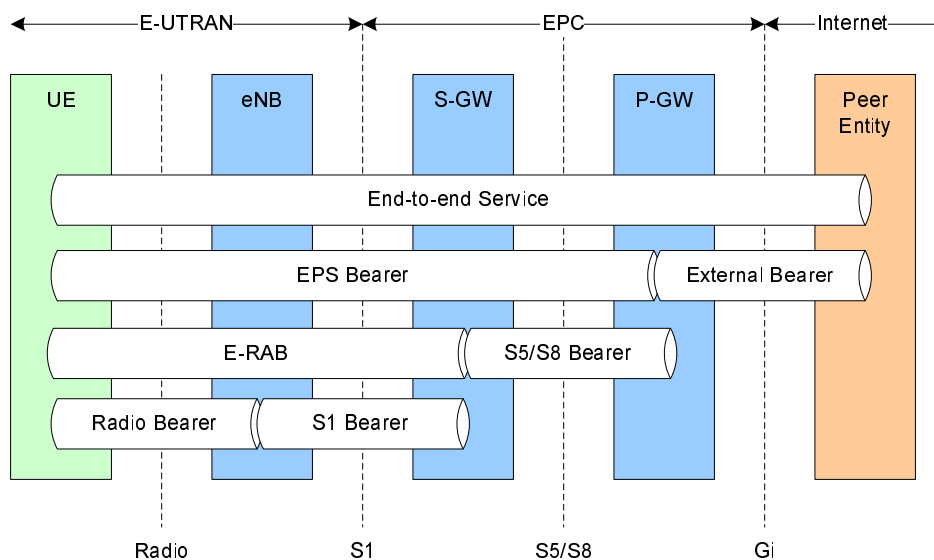 E-UTRAN
EPC
Internet
UE
eNB
S-GW
P-GW
Peer
Entity
End-to-end Service
EPS Bearer
External Bearer
E-RAB
S5/S8 Bearer
Radio Bearer
S1 Bearer
Radio
S1
S5/S8
Gi